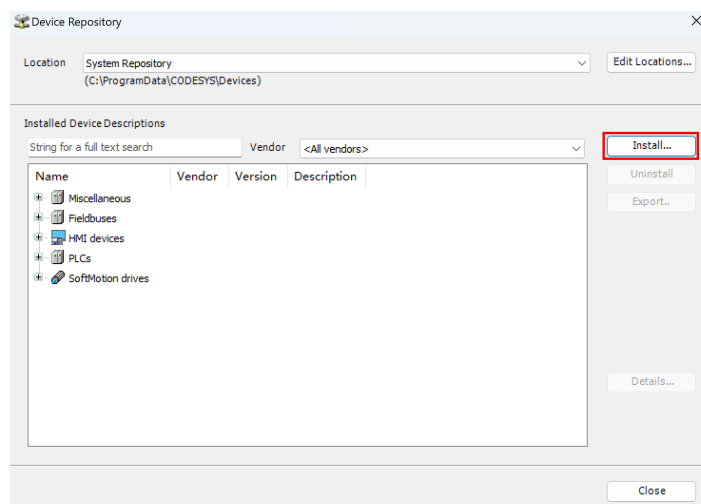 Device Repository
Location System Repository Edit Locations...
(C:\ProgramData\CODESYS\Devices)
Installed Device Descriptions
String for a full text search Vendor <All vendors> Install...
Name Vendor Version Description Uninstall
Miscellaneous Export..
Fieldbuses
HMI devices
PLCs
SoftMotion drives
Details...
Close